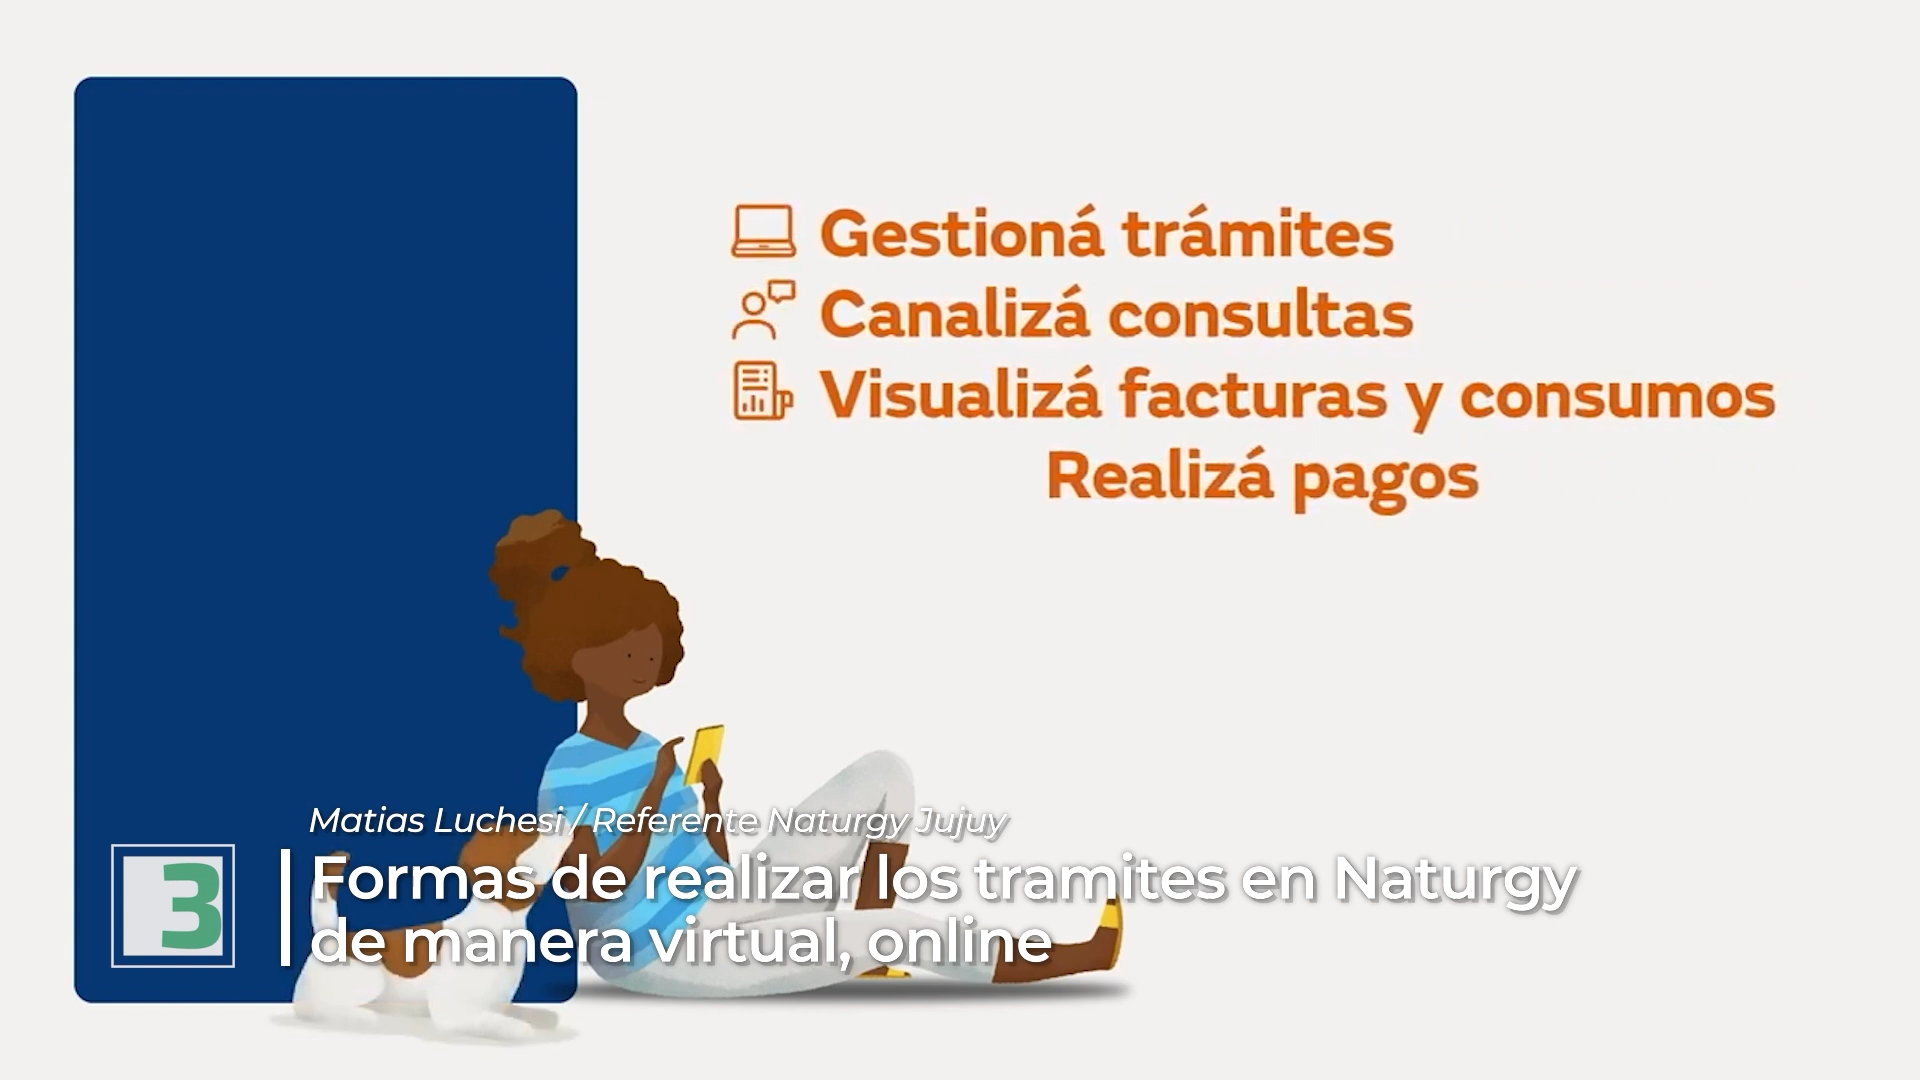 Gestioná trámites
Canalizá consultas
Visualizá facturas y consumos
Realizá pagos
Matias Luchesi / Referente Naturgy Jujuy
Formas de realizar los tramites en Naturgy
de manera virtual, online
3